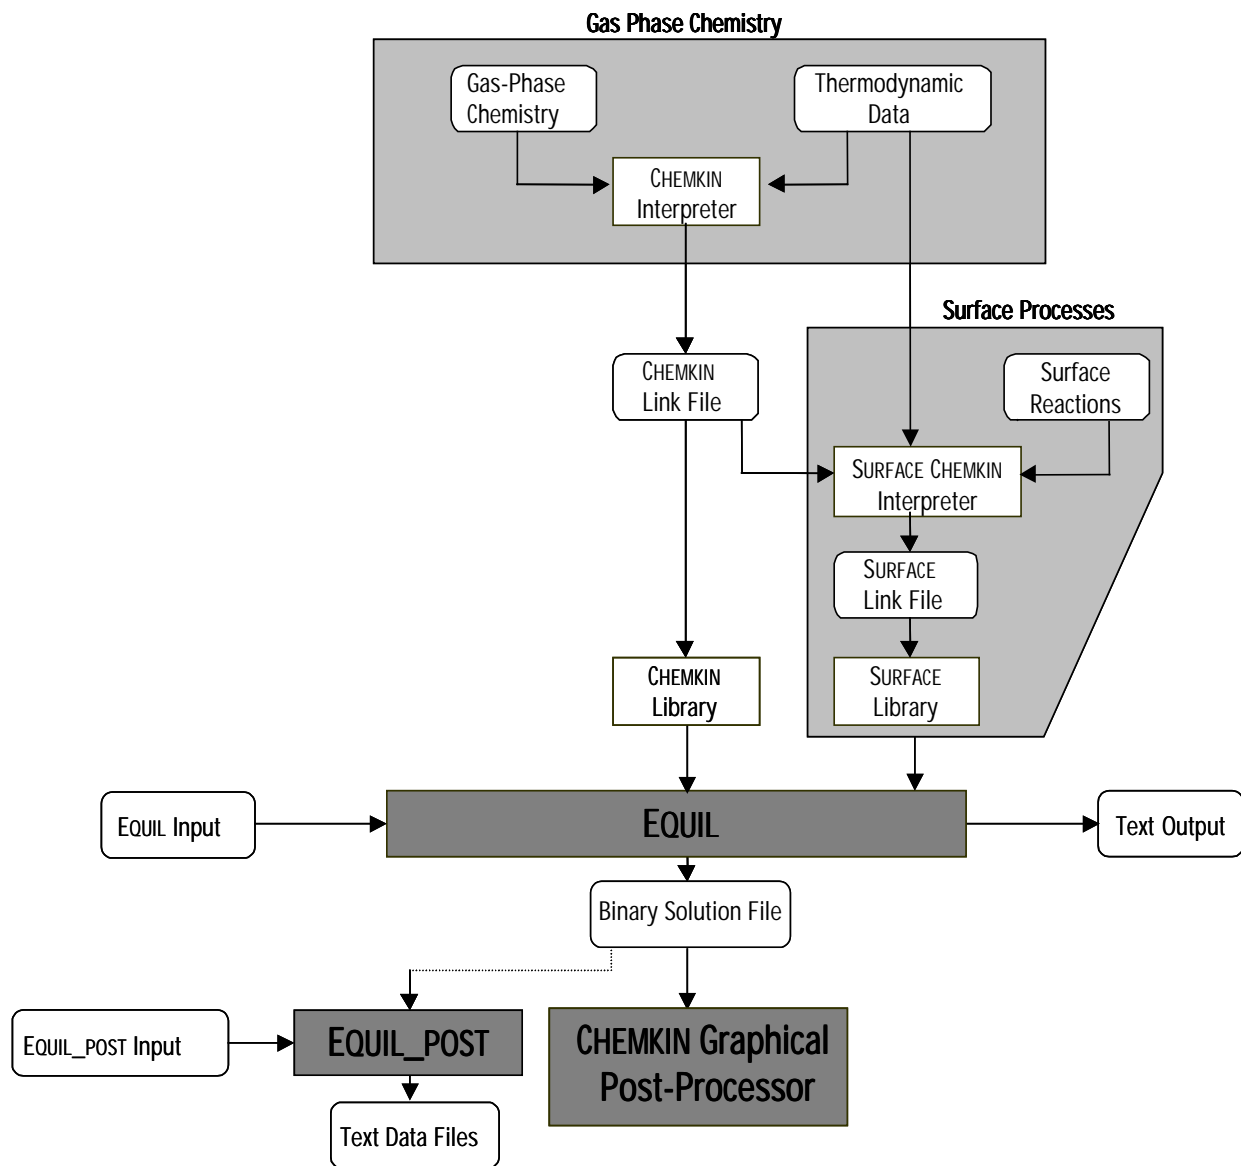 Gas Phase Chemistry
Gas-Phase
Chemistry
Thermodynamic
Data
CHEMKIN
Interpreter
Surface Processes
CHEMKIN
Link File
Surface
Reactions
SURFACE CHEMKIN
Interpreter
SURFACE
Link File
CHEMKIN
Library
SURFACE
Library
EQUIL Input
EQUIL
Text Output
Binary Solution File
EQUIL_POST Input
EQUIL_POST
CHEMKIN Graphical
Post-Processor
Text Data Files